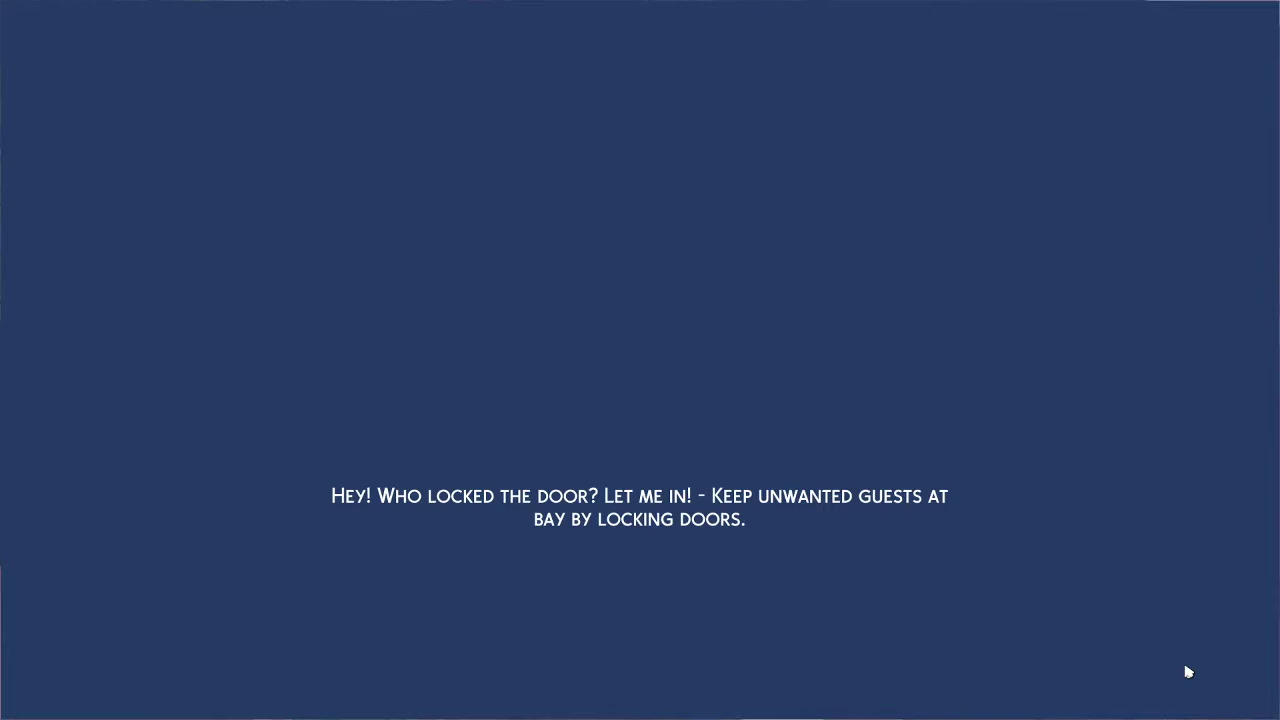 Hey! Who locked the door? Let me in! - Keep unwanted guests at
bay by locking doors.